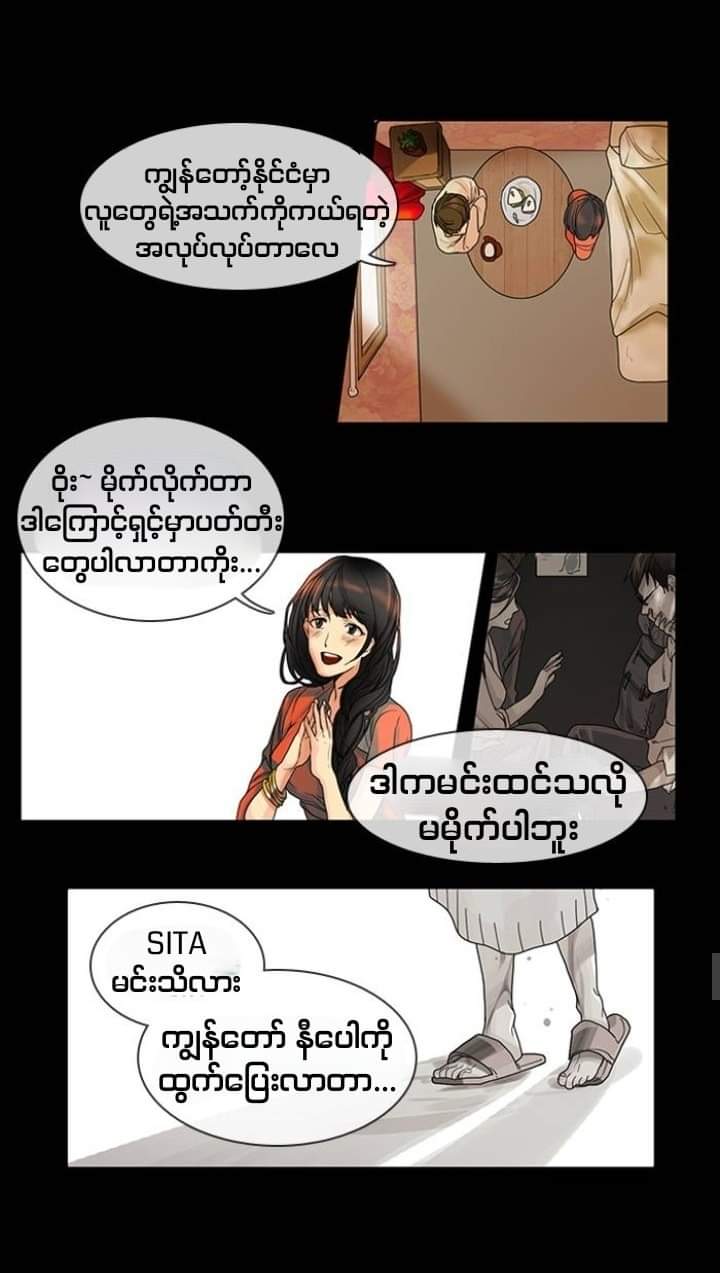 ကျွန်တော့်နိုင်ငံမှာ
လူတွေရဲ့အသက်ကိုကယ်ရတဲ့
အလုပ်လုပ်တာလေ
ဝိုး~ မိုက်လိုက်တာ
ဒါကြောင့်ရှင့်မှာပတ်တီး
တွေပါလာတာကိုး...
ဒါကမင်းထင်သလို
မမိုက်ပါဘူး
SITA
မင်းသိလား
ကျွန်တော် နီပေါကို
ထွက်ပြေးလာတာ...